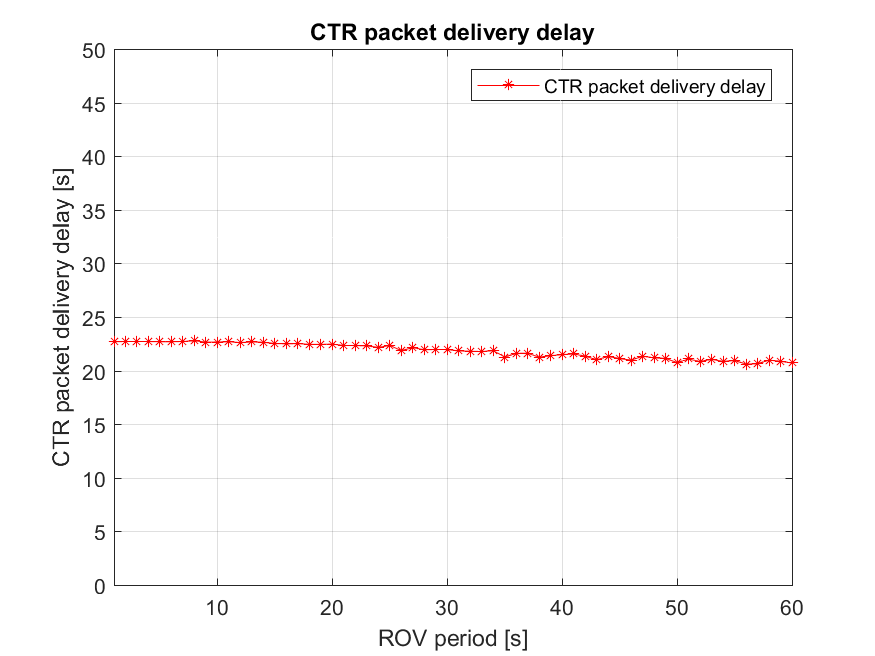 CTR packet delivery delay
CTR packet delivery delay
CTR packet delivery delay [s]
50
45
40
35
30
25
20
15
10
5
0
10 20 30 40 50 60
ROV period [s]